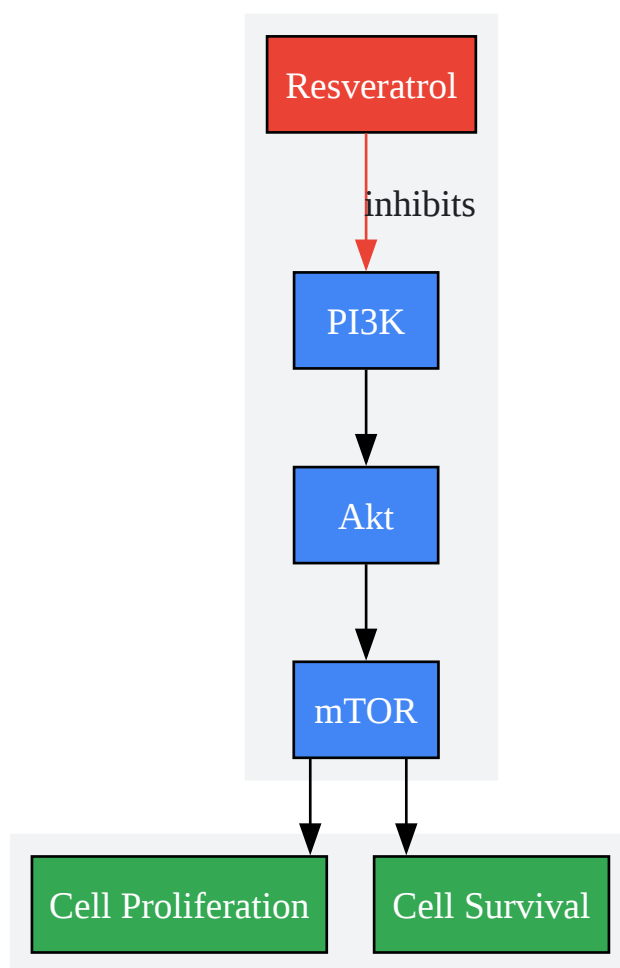 Resveratrol
inhibits
PI3K
Akt
mTOR
Cell Proliferation
Cell Survival